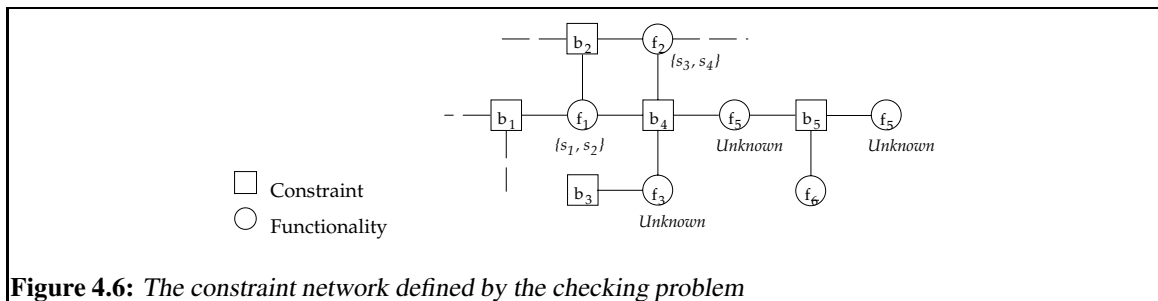 b2 f2
{s3, s4}
b1 f1 b4 f5 b5 f5
{s1, s2} Unknown Unknown
b3 f3 f6
Unknown
Constraint
Functionality
Figure 4.6: The constraint network defined by the checking problem